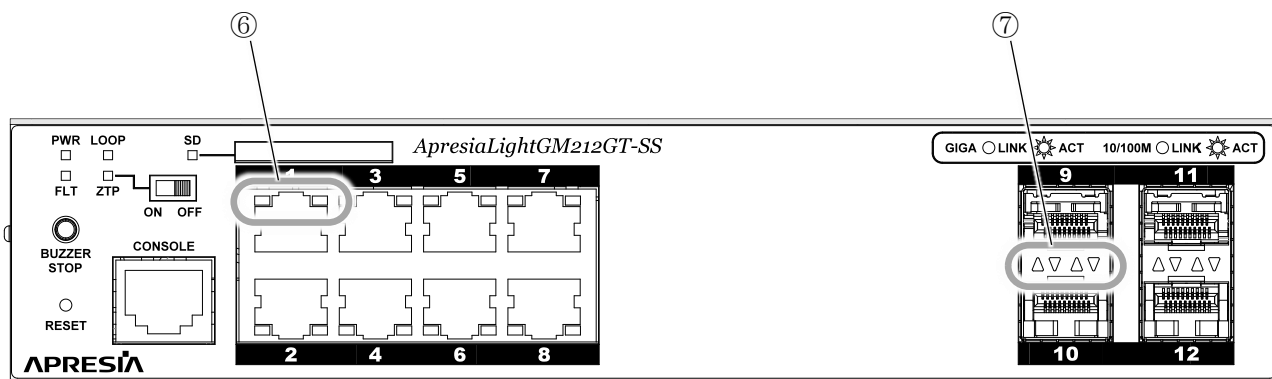 ⑥ ⑦
PWR LOOP SD
ApresiaLightGM212GT-SS
GIGA LINK ACT 10/100M LINK ACT
FLT ZTP
1 3 5 7
9 11
ON OFF
BUZZER
STOP
CONSOLE
RESET
2 4 6 8
10 12
APRESIA